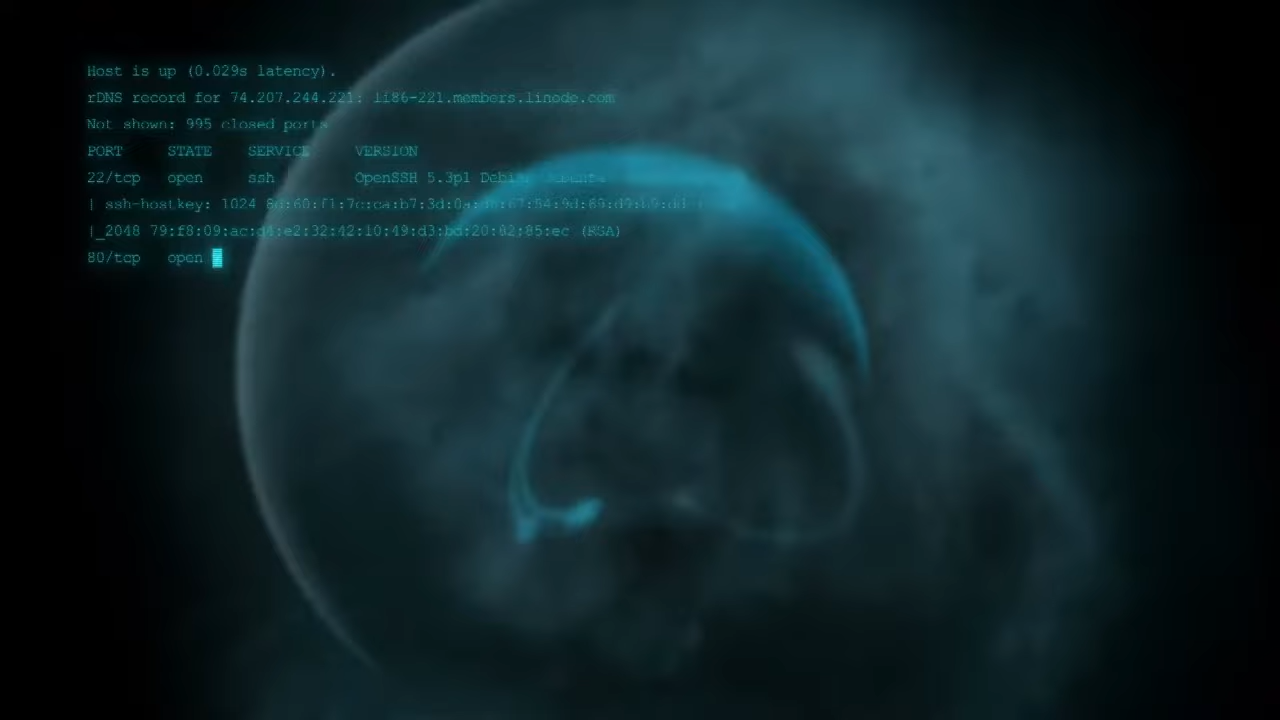 Host is up (0.029s latency).
rDNS record for 74.207.244.221: li86-221.members.linode.com
Not shown: 995 closed ports
PORT STATE SERVICE VERSION
22/tcp open ssh OpenSSH 5.3p1 Debian
| ssh-hostkey: 1024
|_2048 79:f8:09:ac:d4:e2:32:42:10:49:d3:bd:20:82:85:ec (RSA)
80/tcp open